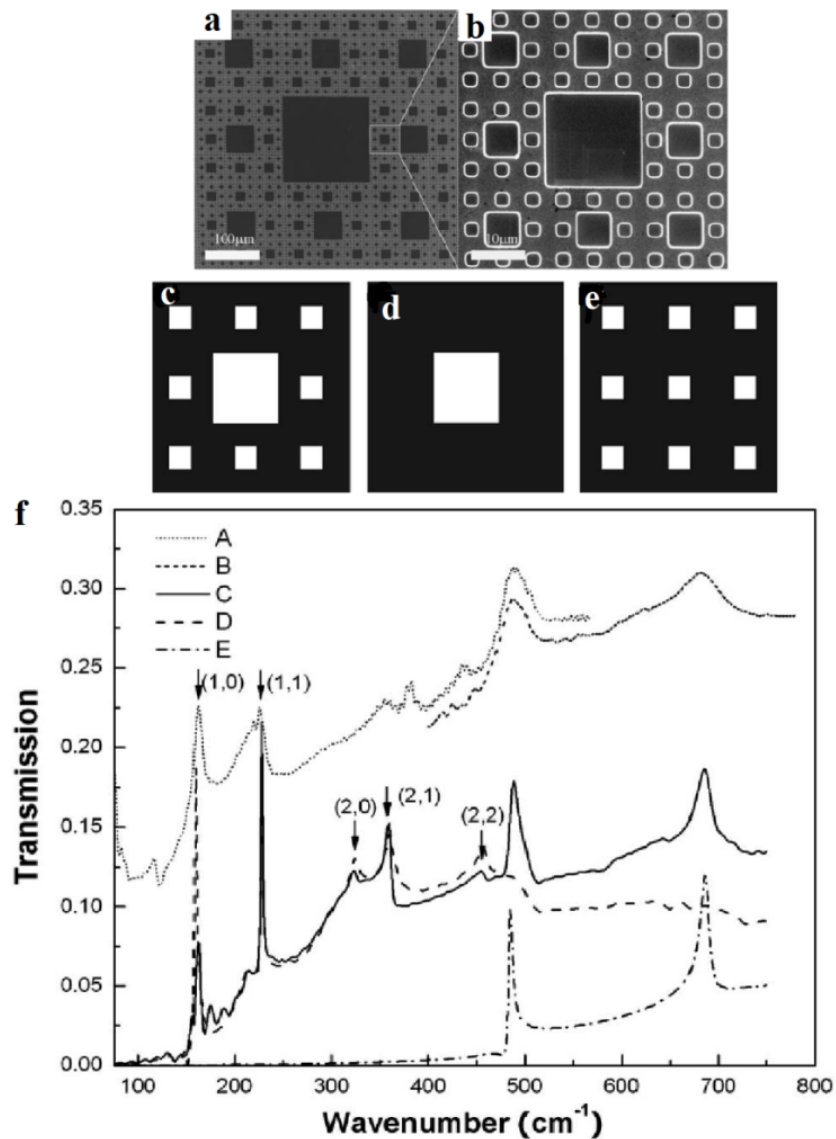 a
b
100μm
10μm
c
d
e
f
0.35
0.30
0.25
0.20
0.15
0.10
0.05
0.00
Transmission
A
B
C
D
E
(1,0)
(1,1)
(2,0)
(2,1)
(2,2)
100
200
300
400
500
600
700
800
Wavenumber (cm⁻¹)